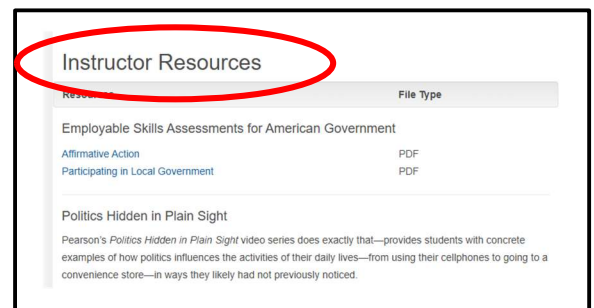 Instructor Resources
Resource File Type
Employable Skills Assessments for American Government
Affirmative Action PDF
Participating in Local Government PDF
Politics Hidden in Plain Sight
Pearson's Politics Hidden in Plain Sight video series does exactly that—provides students with concrete
examples of how politics influences the activities of their daily lives—from using their cellphones to going to a
convenience store—in ways they likely had not previously noticed.